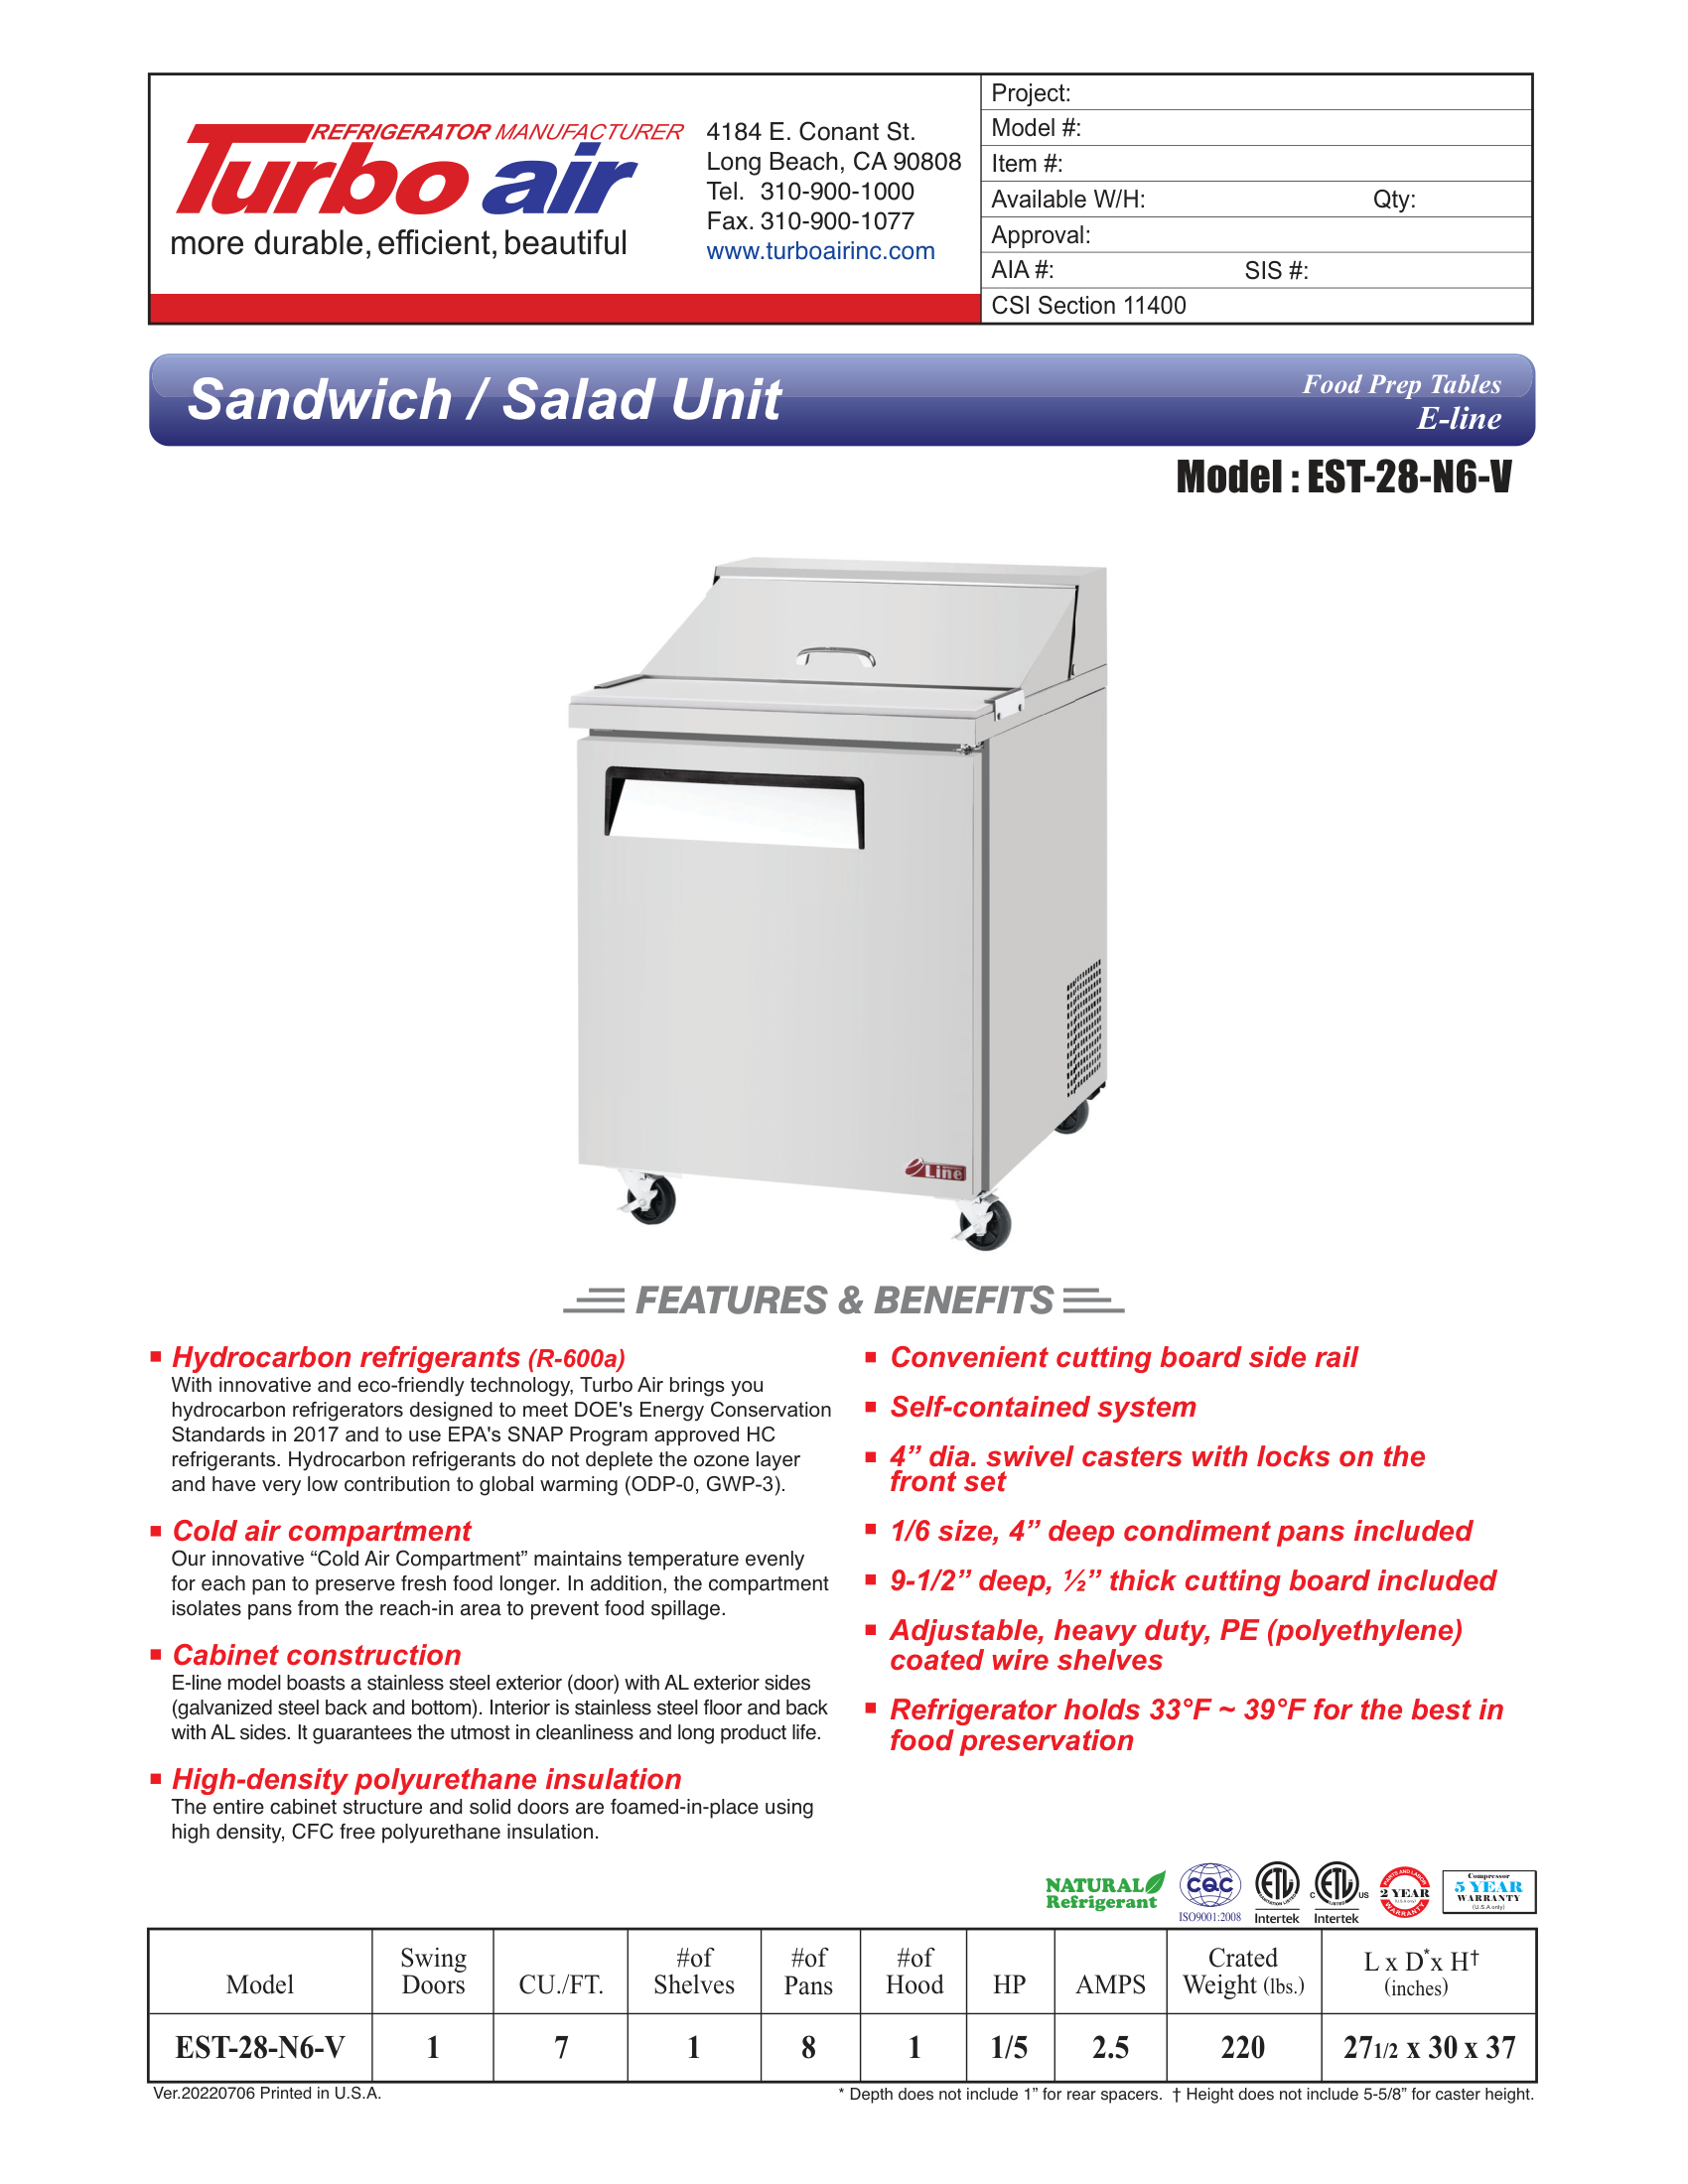 REFRIGERATOR MANUFACTURER
Turbo air
more durable, efficient, beautiful
4184 E. Conant St.
Long Beach, CA 90808
Tel. 310-900-1000
Fax. 310-900-1077
www.turboairinc.com
Project:
Model #:
Item #:
Available W/H: Qty:
Approval:
AIA #: SIS #:
CSI Section 11400
Sandwich / Salad Unit
Food Prep Tables
E-line
Model : EST-28-N6-V
e Line
FEATURES & BENEFITS
Hydrocarbon refrigerants (R-600a)
With innovative and eco-friendly technology, Turbo Air brings you
hydrocarbon refrigerators designed to meet DOE's Energy Conservation
Standards in 2017 and to use EPA's SNAP Program approved HC
refrigerants. Hydrocarbon refrigerants do not deplete the ozone layer
and have very low contribution to global warming (ODP-0, GWP-3).
Cold air compartment
Our innovative “Cold Air Compartment” maintains temperature evenly
for each pan to preserve fresh food longer. In addition, the compartment
isolates pans from the reach-in area to prevent food spillage.
Cabinet construction
E-line model boasts a stainless steel exterior (door) with AL exterior sides
(galvanized steel back and bottom). Interior is stainless steel floor and back
with AL sides. It guarantees the utmost in cleanliness and long product life.
High-density polyurethane insulation
The entire cabinet structure and solid doors are foamed-in-place using
high density, CFC free polyurethane insulation.
Convenient cutting board side rail
Self-contained system
4” dia. swivel casters with locks on the
front set
1/6 size, 4” deep condiment pans included
9-1/2” deep, ½” thick cutting board included
Adjustable, heavy duty, PE (polyethylene)
coated wire shelves
Refrigerator holds 33°F ~ 39°F for the best in
food preservation
NATURAL
Refrigerant
CQC
ISO9001:2008
ETL
SANITATION LISTED
Intertek
C ETL US
LISTED
Intertek
PARTS AND LABOR
2 YEAR
(U.S.A only)
WARRANTY
Compressor
5 YEAR
WARRANTY
(U.S.A only)
Model Swing Doors CU./FT. #of Shelves #of Pans #of Hood HP AMPS Crated Weight (lbs.) L x D* x H† (inches)
EST-28-N6-V 1 7 1 8 1 1/5 2.5 220 27 1/2 x 30 x 37
Ver.20220706 Printed in U.S.A.
* Depth does not include 1” for rear spacers. † Height does not include 5-5/8” for caster height.